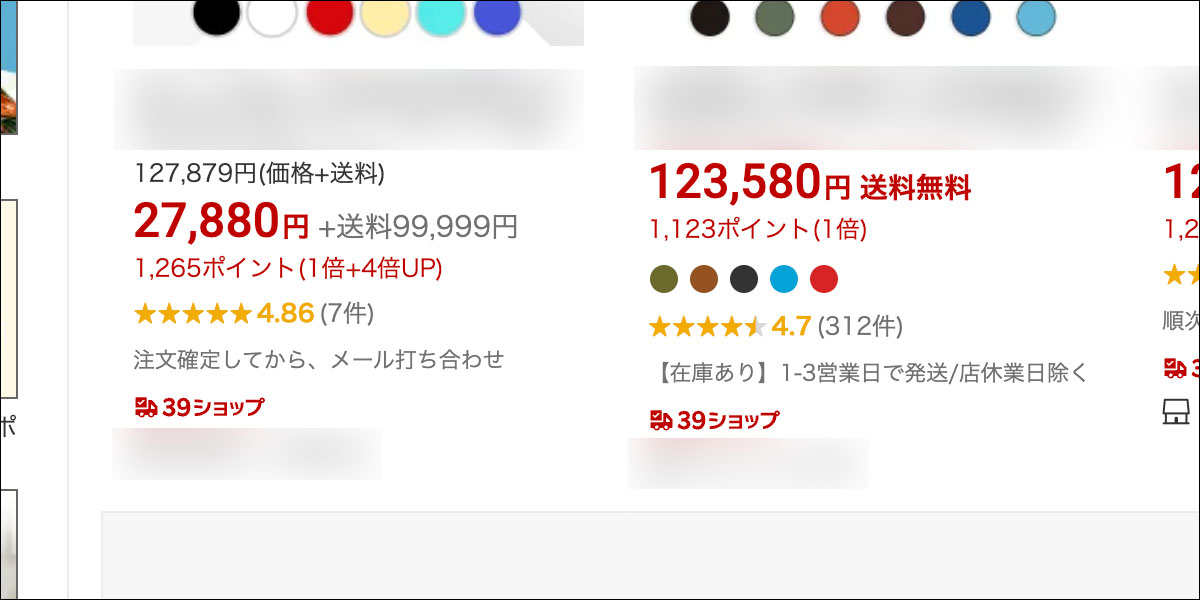 127,879円(価格+送料)
27,880円 +送料99,999円
1,265ポイント(1倍+4倍UP)
★★★★★ 4.86 (7件)
注文確定してから、メール打ち合わせ
39ショップ
123,580円 送料無料
1,123ポイント(1倍)
4.7 (312件)
【在庫あり】1-3営業日で発送/店休業日除く
39ショップ
12
1,2
順次
3
ポ